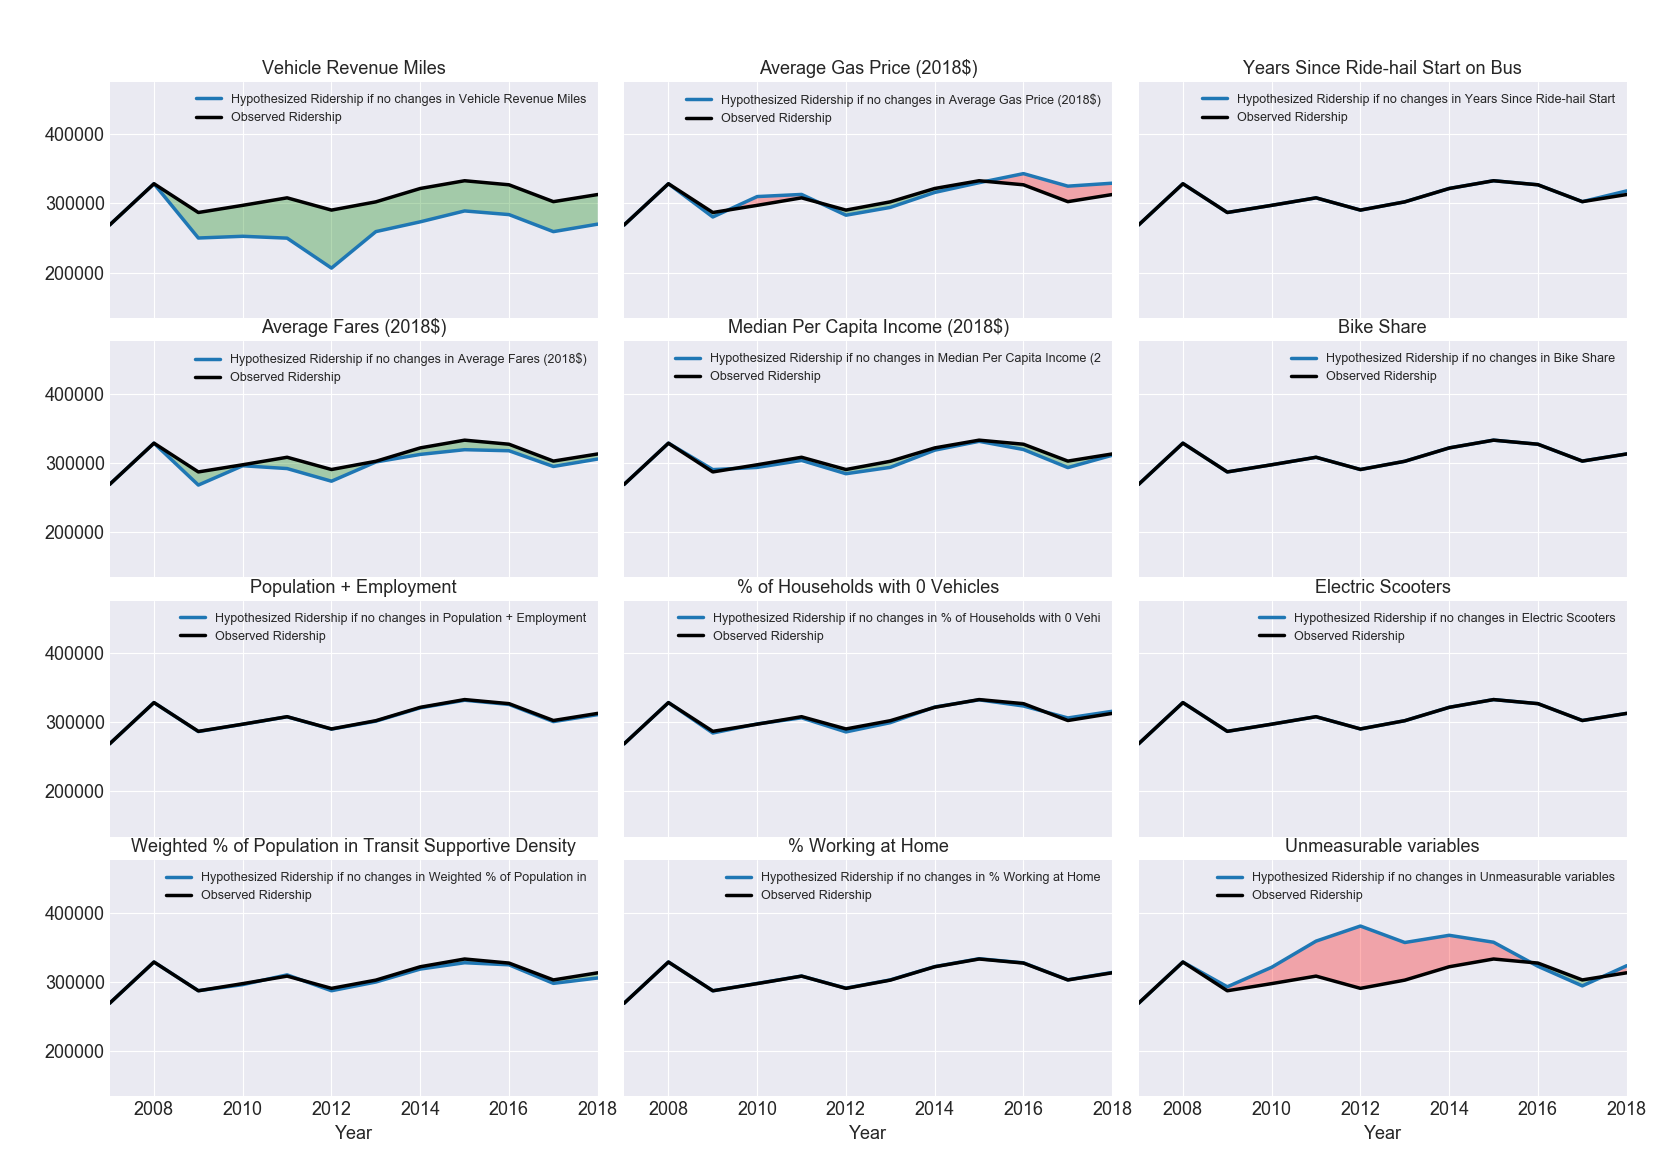 Vehicle Revenue Miles
Hypothesized Ridership if no changes in Vehicle Revenue Miles
Observed Ridership
400000
300000
200000
Average Gas Price (2018$)
Hypothesized Ridership if no changes in Average Gas Price (2018$)
Observed Ridership
Years Since Ride-hail Start on Bus
Hypothesized Ridership if no changes in Years Since Ride-hail Start
Observed Ridership
Average Fares (2018$)
Hypothesized Ridership if no changes in Average Fares (2018$)
Observed Ridership
400000
300000
200000
Median Per Capita Income (2018$)
Hypothesized Ridership if no changes in Median Per Capita Income (2
Observed Ridership
Bike Share
Hypothesized Ridership if no changes in Bike Share
Observed Ridership
Population + Employment
Hypothesized Ridership if no changes in Population + Employment
Observed Ridership
400000
300000
200000
% of Households with 0 Vehicles
Hypothesized Ridership if no changes in % of Households with 0 Vehi
Observed Ridership
Electric Scooters
Hypothesized Ridership if no changes in Electric Scooters
Observed Ridership
Weighted % of Population in Transit Supportive Density
Hypothesized Ridership if no changes in Weighted % of Population in
Observed Ridership
400000
300000
200000
2008 2010 2012 2014 2016 2018
Year
% Working at Home
Hypothesized Ridership if no changes in % Working at Home
Observed Ridership
2008 2010 2012 2014 2016 2018
Year
Unmeasurable variables
Hypothesized Ridership if no changes in Unmeasurable variables
Observed Ridership
2008 2010 2012 2014 2016 2018
Year